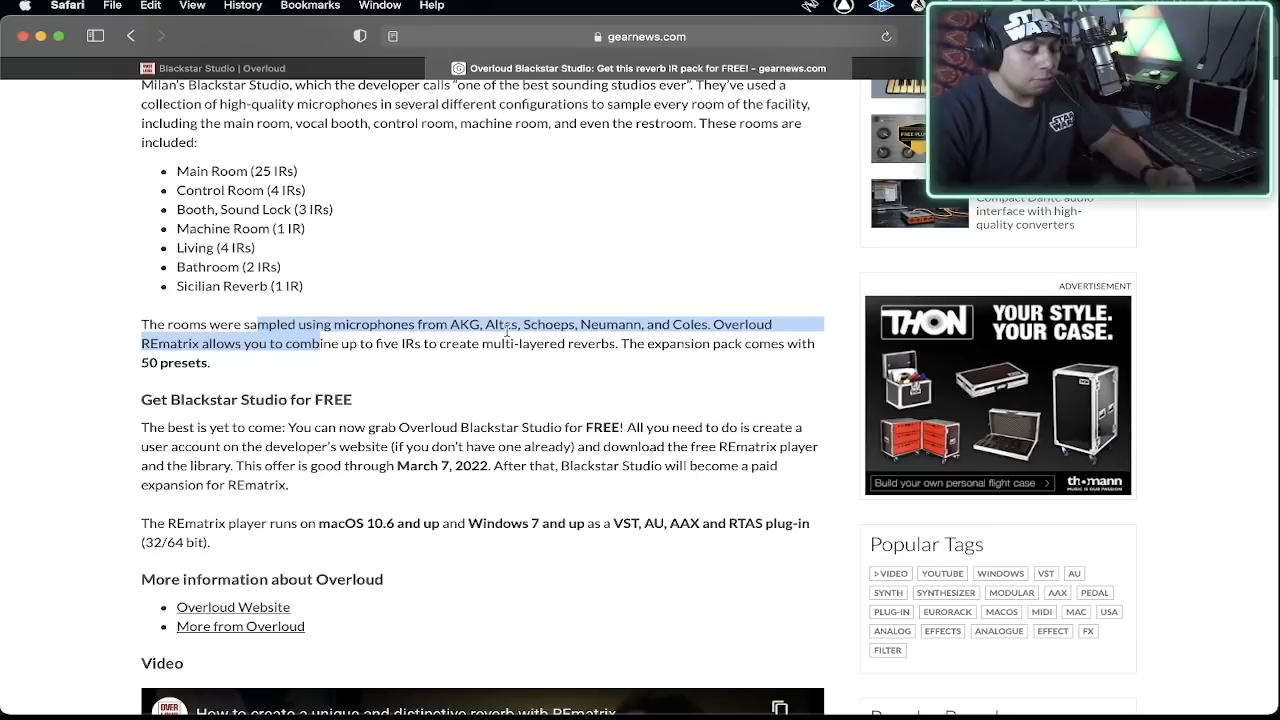 Safari File Edit View History Bookmarks Window Help
gearnews.com
Blackstar Studio | Overloud
Overloud Blackstar Studio: Get this reverb IR pack for FREE! – gearnews.com
Milan's Blackstar Studio, which the developer calls “one of the best sounding studios ever”. They've used a
collection of high-quality microphones in several different configurations to sample every room of the facility,
including the main room, vocal booth, control room, machine room, and even the restroom. These rooms are
included:
Main Room (25 IRs)
Control Room (4 IRs)
Booth, Sound Lock (3 IRs)
Machine Room (1 IR)
Living (4 IRs)
Bathroom (2 IRs)
Sicilian Reverb (1 IR)
The rooms were sampled using microphones from AKG, Altes, Schoeps, Neumann, and Coles. Overloud
REmatrix allows you to combine up to five IRs to create multi-layered reverbs. The expansion pack comes with
50 presets.
Get Blackstar Studio for FREE
The best is yet to come: You can now grab Overloud Blackstar Studio for FREE! All you need to do is create a
user account on the developer's website (if you don't have one already) and download the free REmatrix player
and the library. This offer is good through March 7, 2022. After that, Blackstar Studio will become a paid
expansion for REmatrix.
The REmatrix player runs on macOS 10.6 and up and Windows 7 and up as a VST, AU, AAX and RTAS plug-in
(32/64 bit).
More information about Overloud
Overloud Website
More from Overloud
Video
How to create a unique and distinctive reverb with REmatrix
STAR
WARS
STAR
WARS
Compact Dante audio
interface with high-
quality converters
ADVERTISEMENT
THON
YOUR STYLE.
YOUR CASE.
Build your own personal flight case >
th•mann
MUSIC IS OUR PASSION
Popular Tags
▹VIDEO YOUTUBE WINDOWS VST AU
SYNTH SYNTHESIZER MODULAR AAX PEDAL
PLUG-IN EURORACK MACOS MIDI MAC USA
ANALOG EFFECTS ANALOGUE EFFECT FX
FILTER